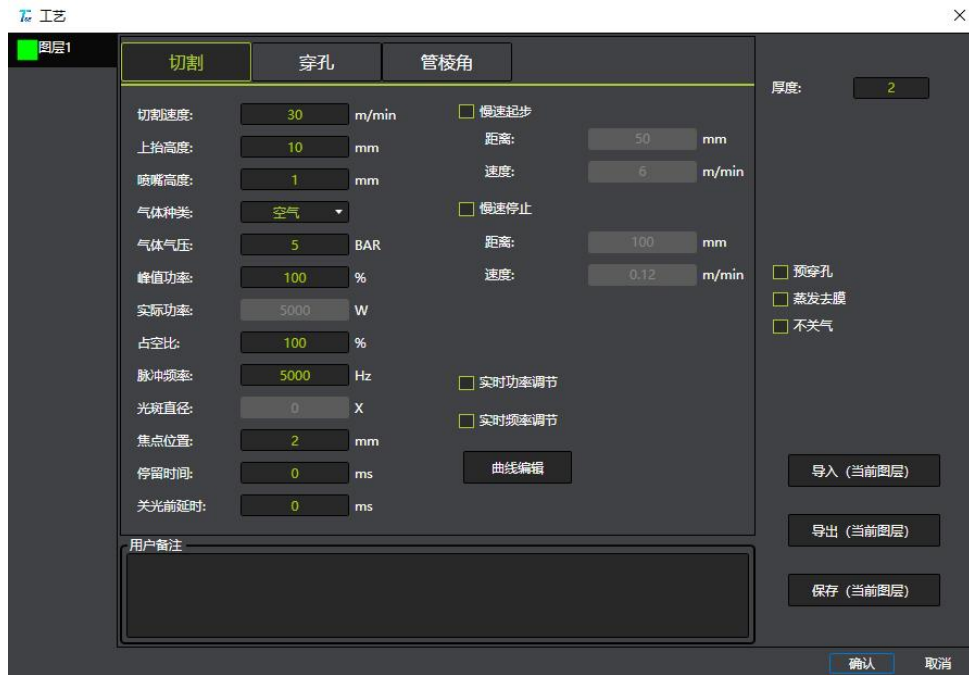 工艺
图层1
切割
穿孔
管棱角
切割速度: 30 m/min
上抬高度: 10 mm
喷嘴高度: 1 mm
气体种类: 空气
气体气压: 5 BAR
峰值功率: 100 %
实际功率: 5000 W
占空比: 100 %
脉冲频率: 5000 Hz
光斑直径: 0 X
焦点位置: 2 mm
停留时间: 0 ms
关光前延时: 0 ms
慢速起步
距离: 50 mm
速度: 6 m/min
慢速停止
距离: 100 mm
速度: 0.12 m/min
实时功率调节
实时频率调节
曲线编辑
厚度: 2
预穿孔
蒸发去膜
不关气
导入（当前图层）
导出（当前图层）
保存（当前图层）
用户备注
确认
取消